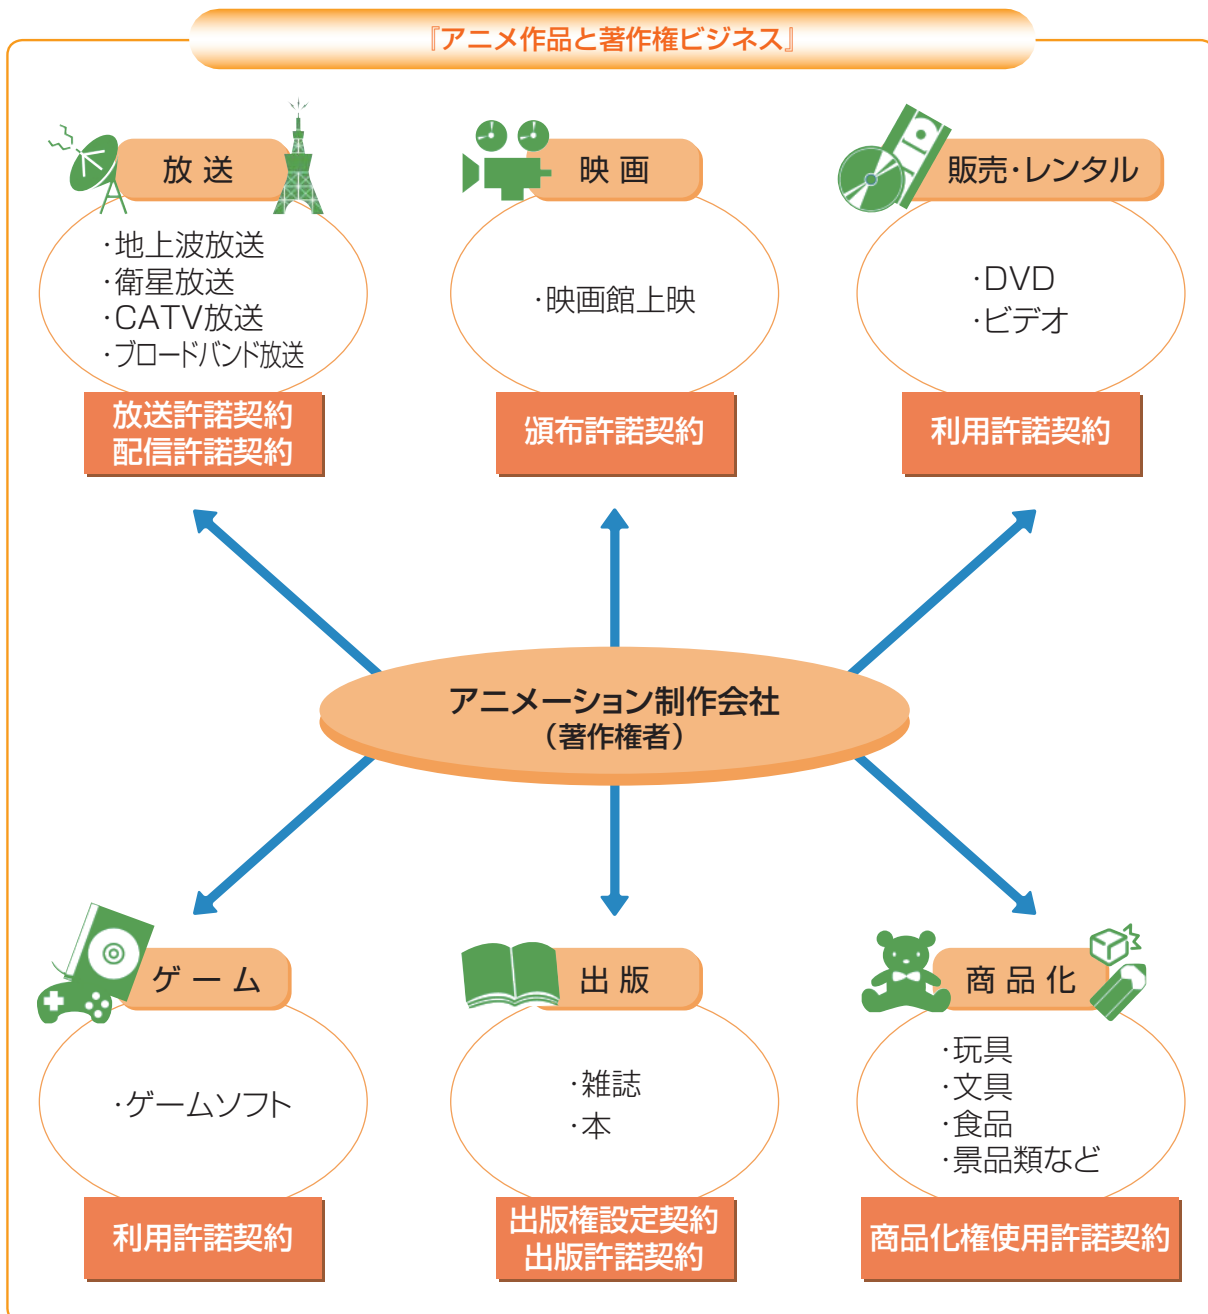 『アニメ作品と著作権ビジネス』
放送
・地上波放送
・衛星放送
・CATV放送
・ブロードバンド放送
放送許諾契約
配信許諾契約
映画
・映画館上映
頒布許諾契約
販売・レンタル
・DVD
・ビデオ
利用許諾契約
アニメーション制作会社
（著作権者）
ゲーム
・ゲームソフト
利用許諾契約
出版
・雑誌
・本
出版権設定契約
出版許諾契約
商品化
・玩具
・文具
・食品
・景品類など
商品化権使用許諾契約